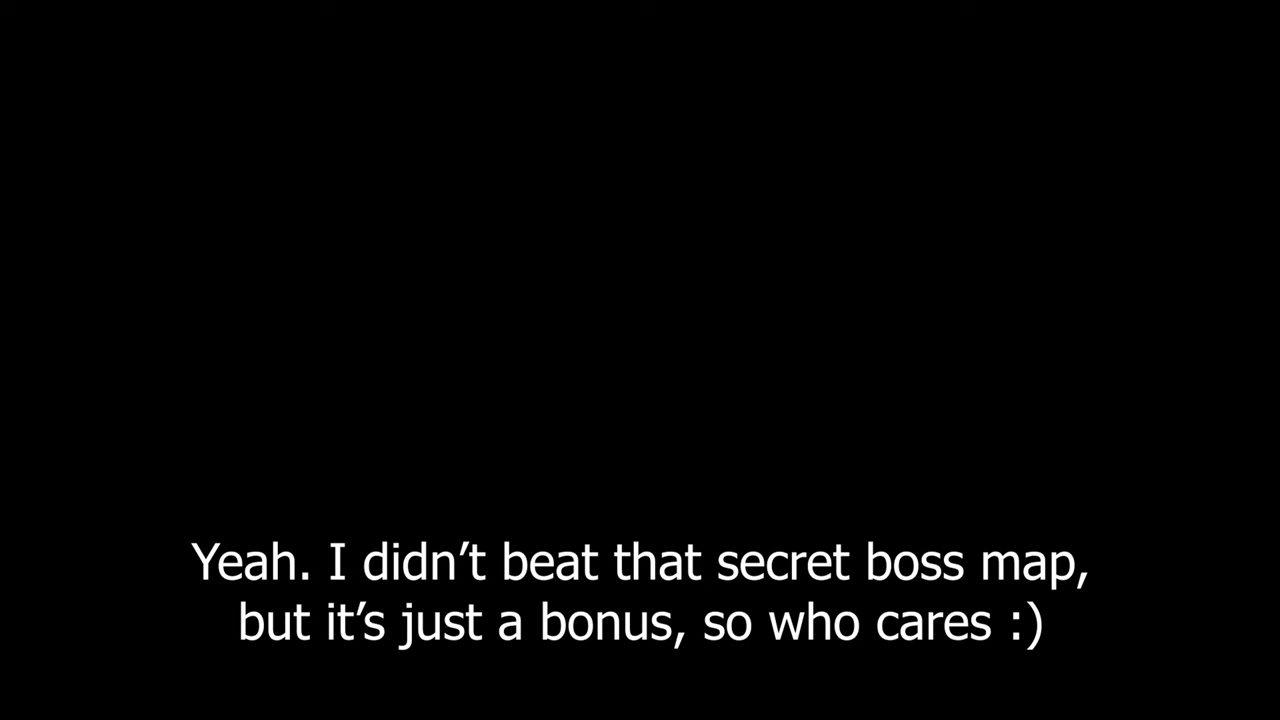 Yeah. I didn’t beat that secret boss map,
but it’s just a bonus, so who cares :)